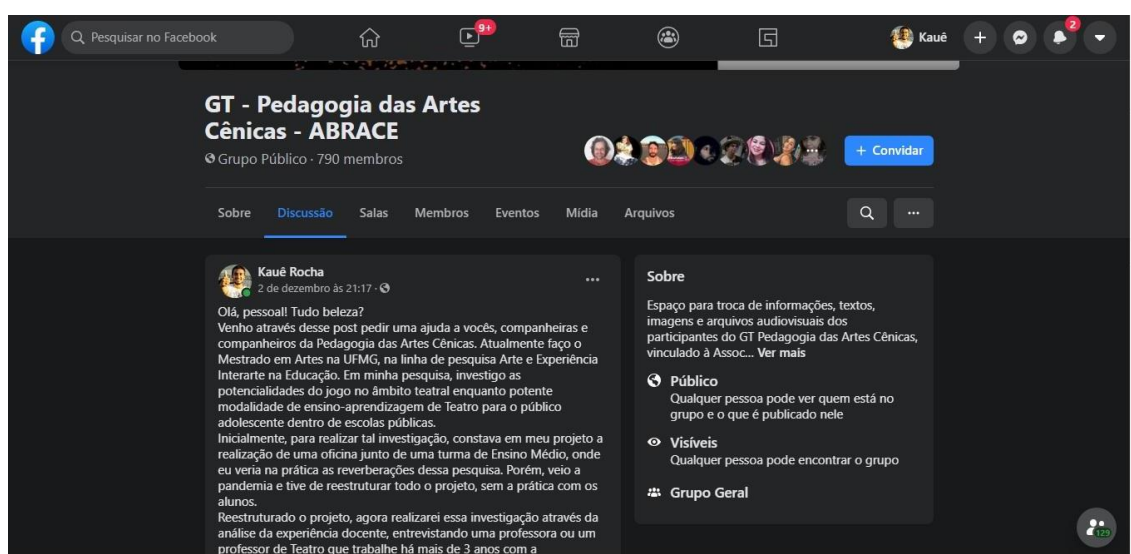 Pesquisar no Facebook
9+
Kauê
2
GT - Pedagogia das Artes
Cênicas - ABRACE
Grupo Público · 790 membros
+ Convidar
Sobre
Discussão
Salas
Membros
Eventos
Mídia
Arquivos
Kauê Rocha
2 de dezembro às 21:17 ·
Olá, pessoal! Tudo beleza?
Venho através desse post pedir uma ajuda a vocês, companheiras e
companheiros da Pedagogia das Artes Cênicas. Atualmente faço o
Mestrado em Artes na UFMG, na linha de pesquisa Arte e Experiência
Interarte na Educação. Em minha pesquisa, investigo as
potencialidades do jogo no âmbito teatral enquanto potente
modalidade de ensino-aprendizagem de Teatro para o público
adolescente dentro de escolas públicas.
Inicialmente, para realizar tal investigação, constava em meu projeto a
realização de uma oficina junto de uma turma de Ensino Médio, onde
eu veria na prática as reverberações dessa pesquisa. Porém, veio a
pandemia e tive de reestruturar todo o projeto, sem a prática com os
alunos.
Reestruturado o projeto, agora realizarei essa investigação através da
análise da experiência docente, entrevistando uma professora ou um
professor de Teatro que trabalhe há mais de 3 anos com a
Sobre
Espaço para troca de informações, textos,
imagens e arquivos audiovisuais dos
participantes do GT Pedagogia das Artes Cênicas,
vinculado à Assoc... Ver mais
Público
Qualquer pessoa pode ver quem está no
grupo e o que é publicado nele
Visíveis
Qualquer pessoa pode encontrar o grupo
Grupo Geral
129